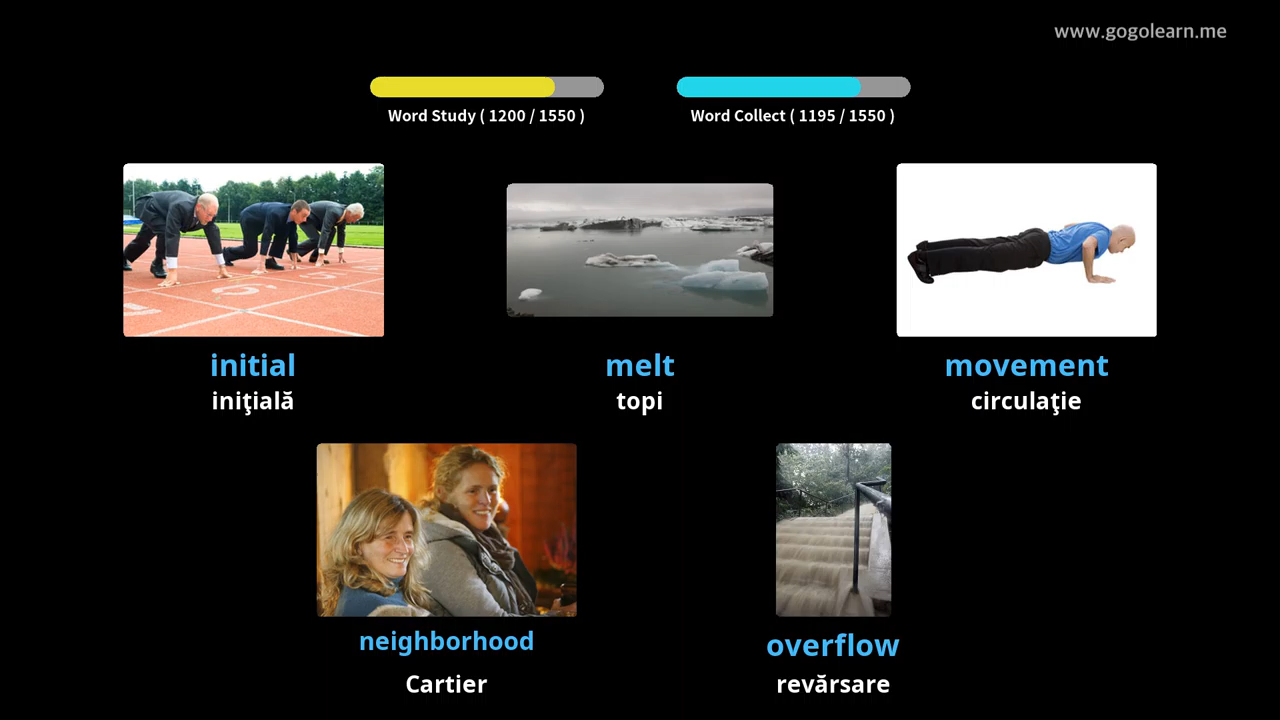 www.gogolearn.me
Word Study ( 1200 / 1550 )
Word Collect ( 1195 / 1550 )
initial
iniţială
melt
topi
movement
circulaţie
neighborhood
Cartier
overflow
revărsare